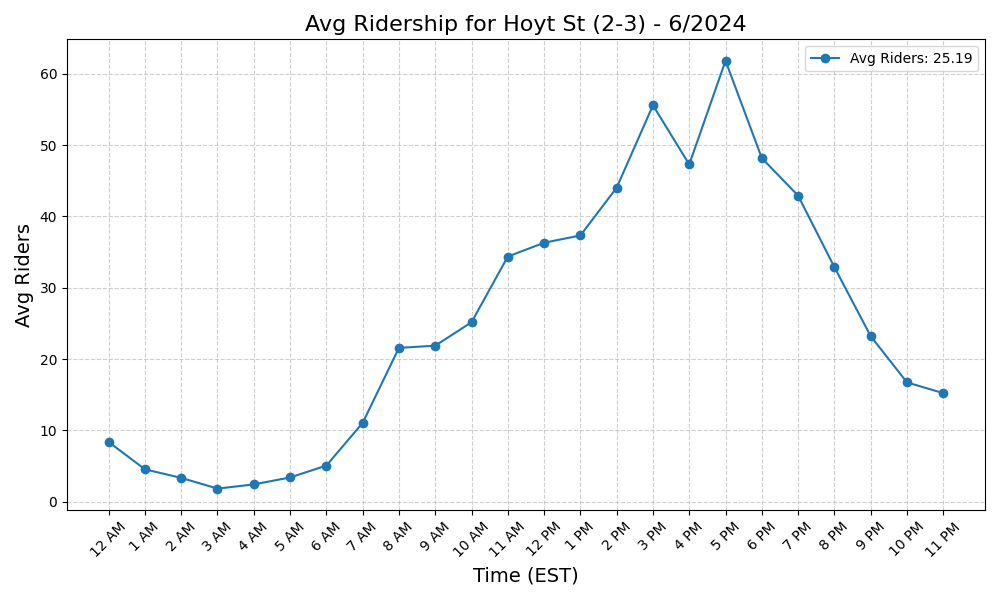 Avg Ridership for Hoyt St (2-3) - 6/2024
Avg Riders: 25.19
Avg Riders
60
50
40
30
20
10
0
12 AM
1 AM
2 AM
3 AM
4 AM
5 AM
6 AM
7 AM
8 AM
9 AM
10 AM
11 AM
12 PM
1 PM
2 PM
3 PM
4 PM
5 PM
6 PM
7 PM
8 PM
9 PM
10 PM
11 PM
Time (EST)